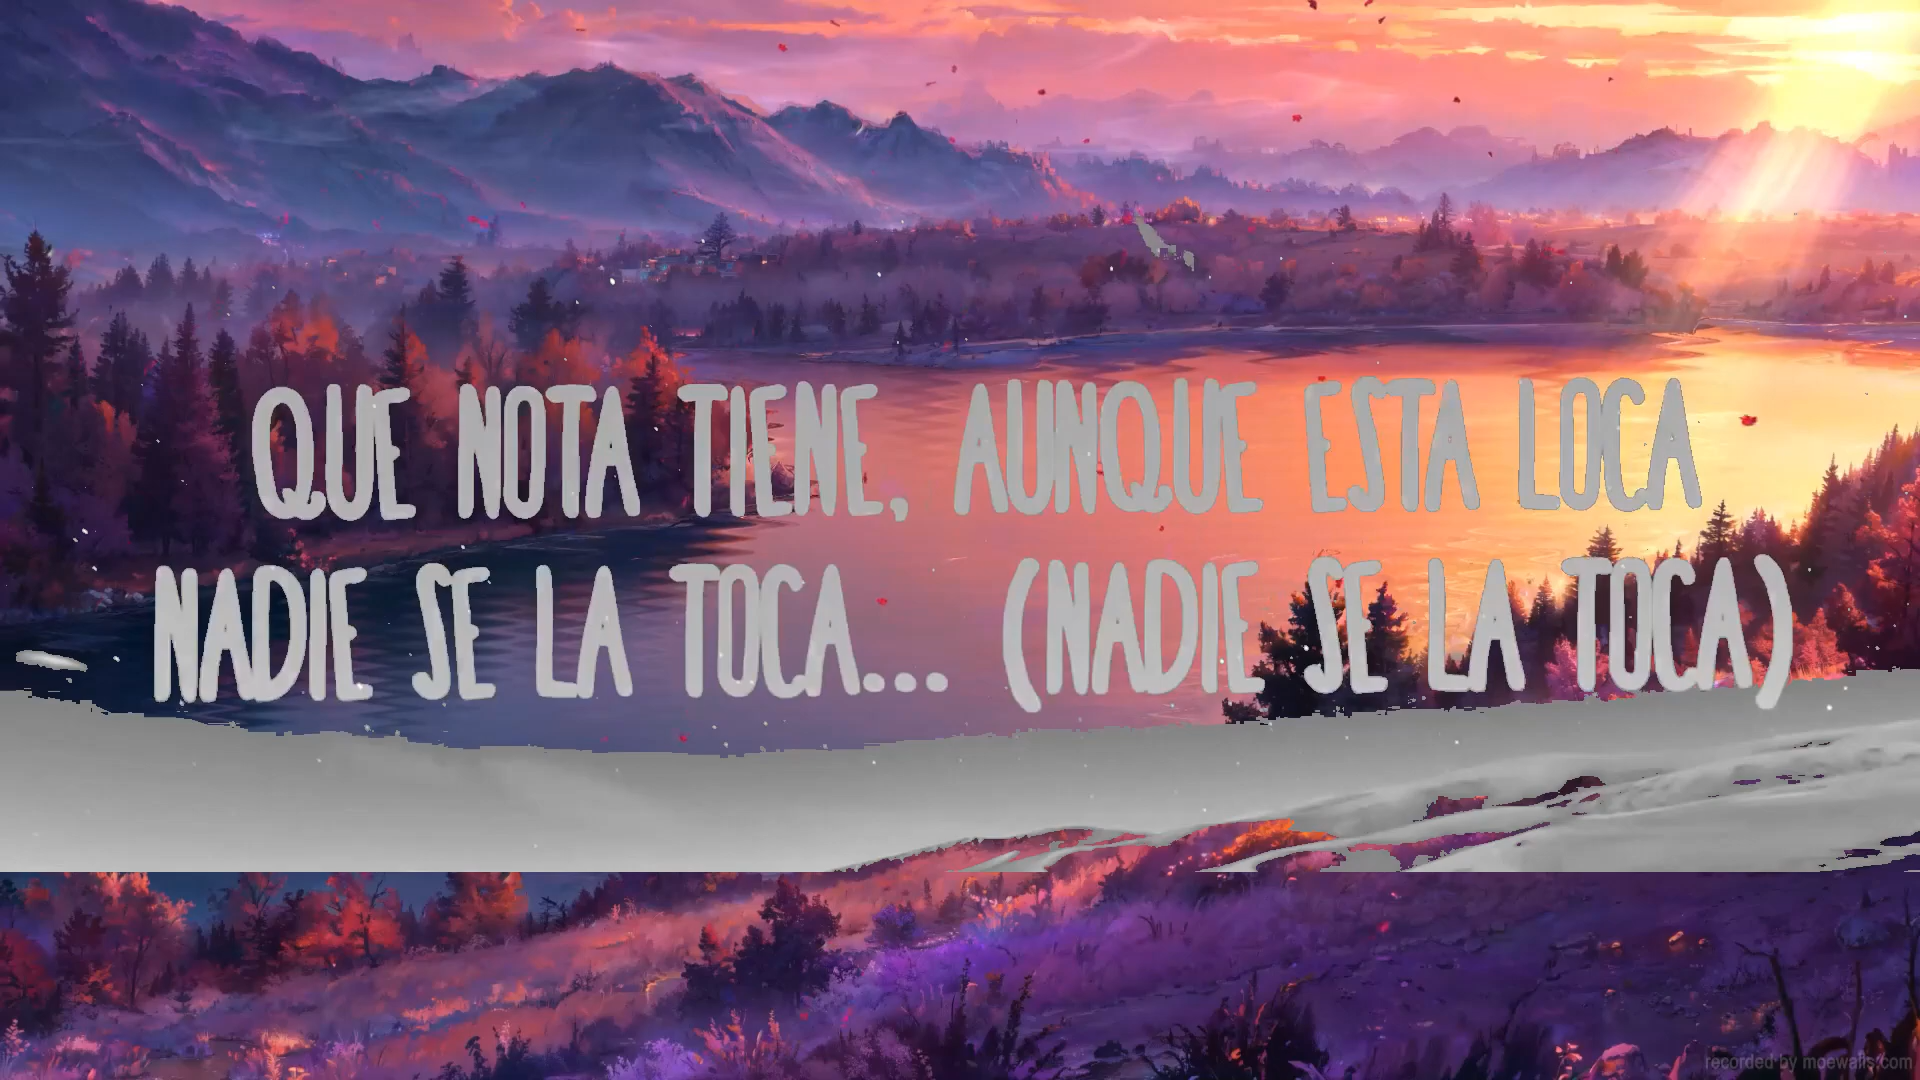 QUE NOTA TIENE, AUNQUE ESTA LOCA
NADIE SE LA TOCA... (NADIE SE LA TOCA)
recorded by moewalls.com